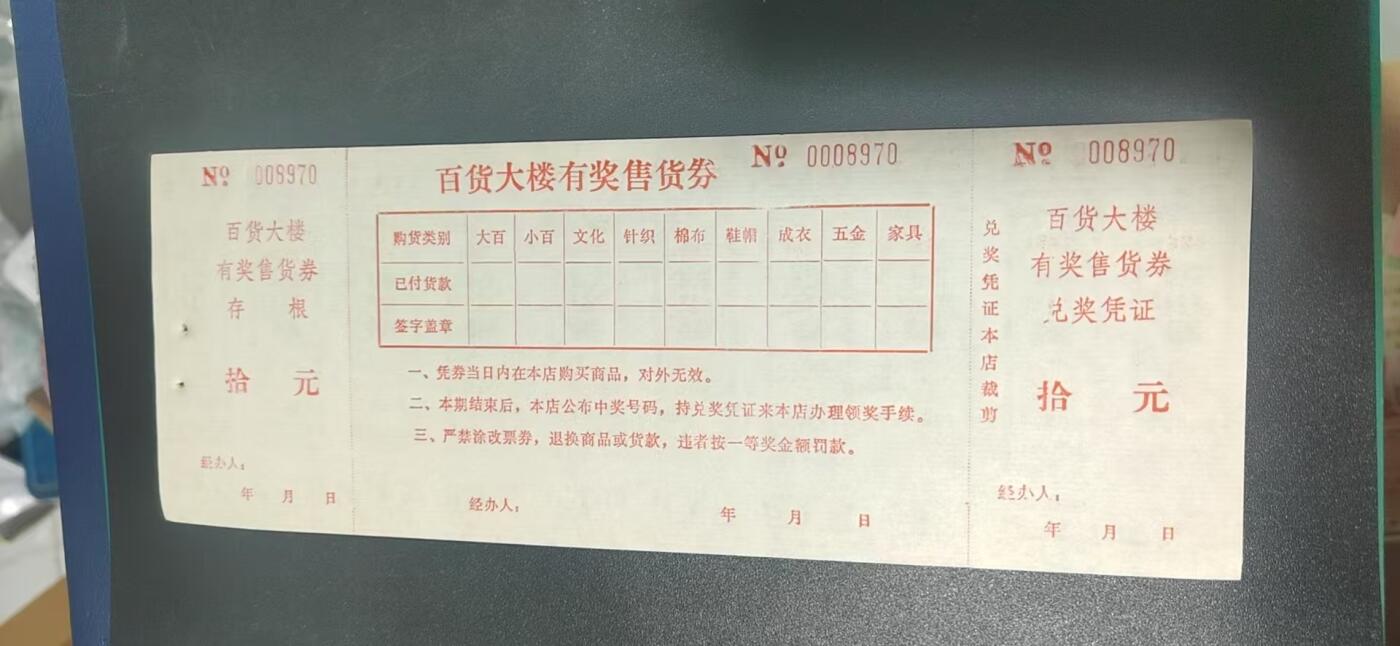 № 008970
百货大楼
有奖售货券
存 根
拾 元
经办人：
年 月 日
百货大楼有奖售货券 № 0008970
购货类别 大百 小百 文化 针织 棉布 鞋帽 成衣 五金 家具
已付货款
签字盖章
一、凭券当日内在本店购买商品，对外无效。
二、本期结束后，本店公布中奖号码，持兑奖凭证来本店办理领奖手续。
三、严禁涂改票券，退换商品或货款，违者按一等奖金额罚款。
经办人：
年 月 日
兑奖凭证本店裁剪
№ 008970
百货大楼
有奖售货券
兑奖凭证
拾 元
经办人：
年 月 日